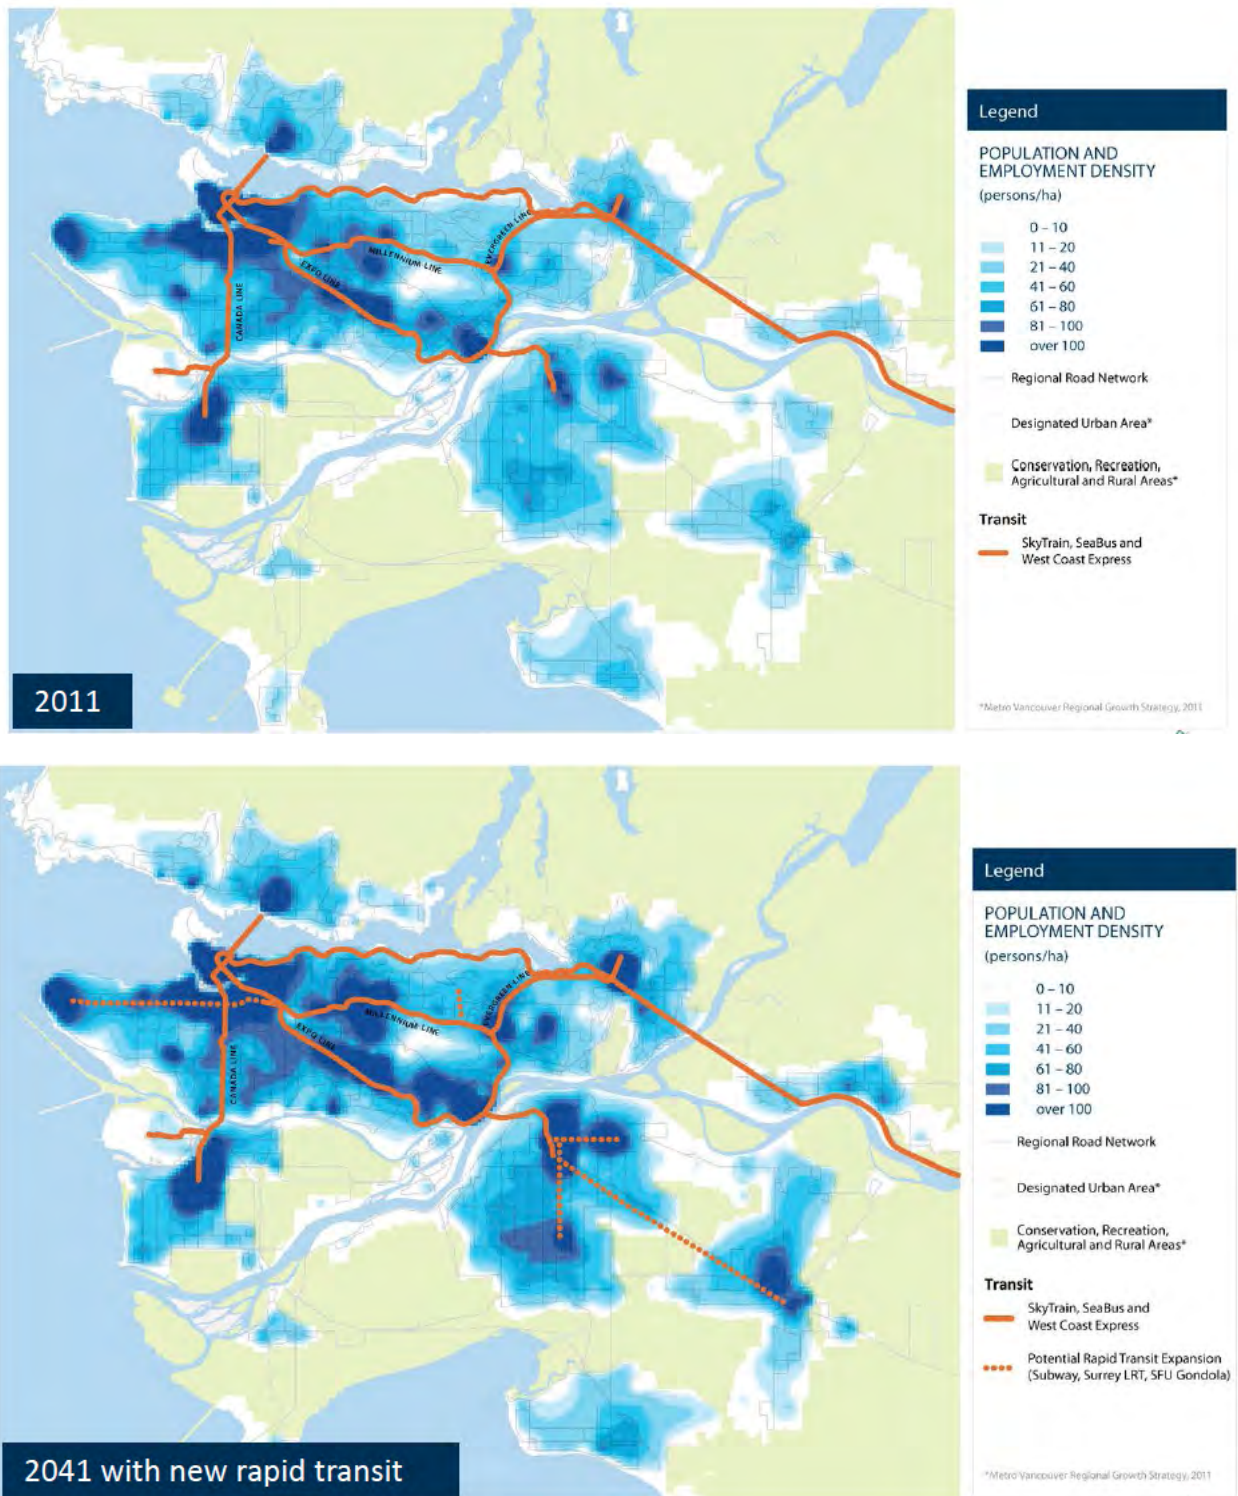 Legend
POPULATION AND
EMPLOYMENT DENSITY
(persons/ha)
0 – 10
11 – 20
21 – 40
41 – 60
61 – 80
81 – 100
over 100
Regional Road Network
Designated Urban Area*
Conservation, Recreation,
Agricultural and Rural Areas*
Transit
SkyTrain, SeaBus and
West Coast Express
*Metro Vancouver Regional Growth Strategy, 2011
EVERGREEN LINE
MILLENNIUM LINE
EXPO LINE
CANADA LINE
2011
Legend
POPULATION AND
EMPLOYMENT DENSITY
(persons/ha)
0 – 10
11 – 20
21 – 40
41 – 60
61 – 80
81 – 100
over 100
Regional Road Network
Designated Urban Area*
Conservation, Recreation,
Agricultural and Rural Areas*
Transit
SkyTrain, SeaBus and
West Coast Express
Potential Rapid Transit Expansion
(Subway, Surrey LRT, SFU Gondola)
*Metro Vancouver Regional Growth Strategy, 2011
EVERGREEN LINE
MILLENNIUM LINE
EXPO LINE
CANADA LINE
2041 with new rapid transit